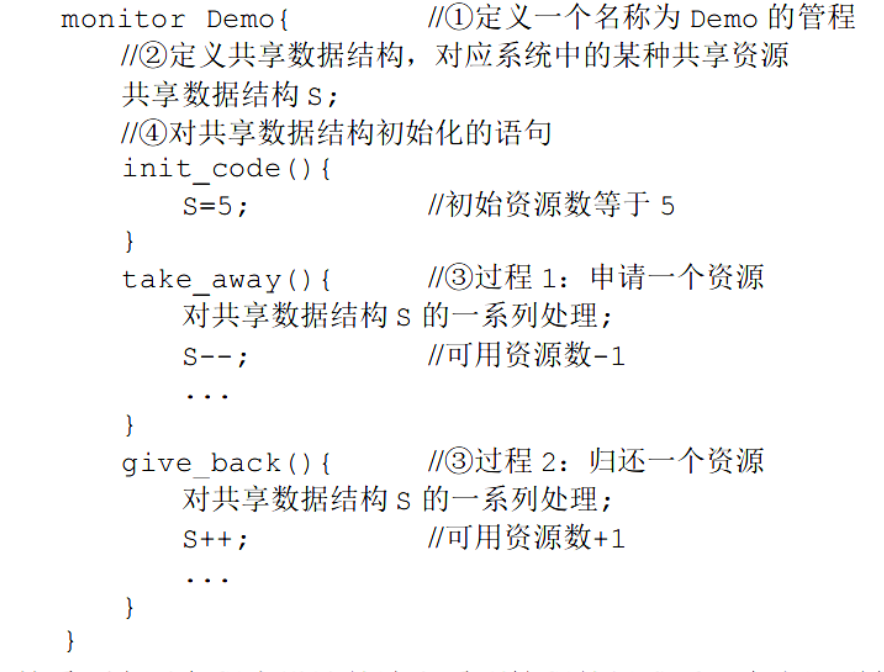 monitor Demo{ //①定义一个名称为 Demo 的管程
//②定义共享数据结构，对应系统中的某种共享资源
共享数据结构 S;
//④对共享数据结构初始化的语句
init_code(){
S=5; //初始资源数等于 5
}
take_away(){ //③过程 1：申请一个资源
对共享数据结构 S 的一系列处理;
S--; //可用资源数-1
...
}
give_back(){ //③过程 2：归还一个资源
对共享数据结构 S 的一系列处理;
S++; //可用资源数+1
...
}
}